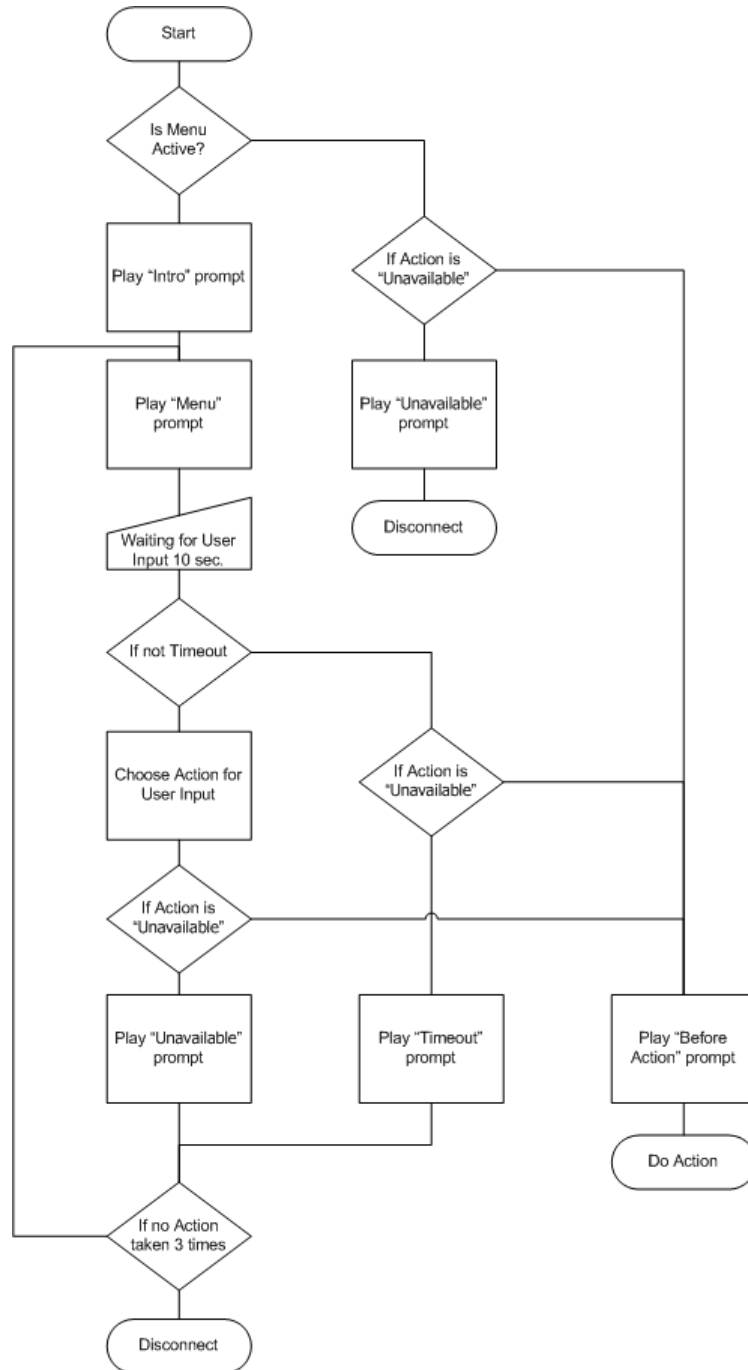 Start
Is Menu
Active?
Play “Intro” prompt
If Action is
“Unavailable”
Play “Menu”
prompt
Play “Unavailable”
prompt
Waiting for User
Input 10 sec.
Disconnect
If not Timeout
Choose Action for
User Input
If Action is
“Unavailable”
If Action is
“Unavailable”
Play “Unavailable”
prompt
Play “Timeout”
prompt
Play “Before
Action” prompt
Do Action
If no Action
taken 3 times
Disconnect